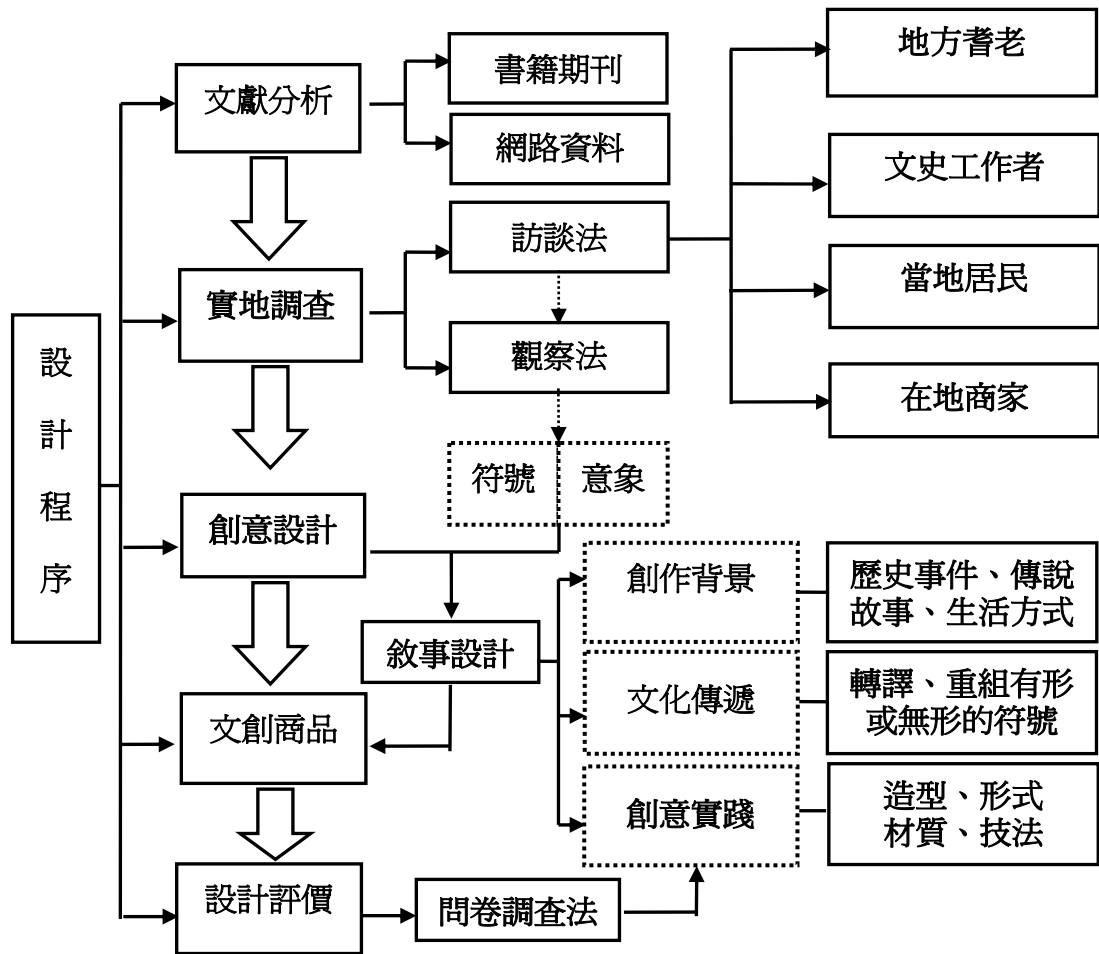 設
計
程
序
文獻分析
書籍期刊
網路資料
實地調查
訪談法
觀察法
地方耆老
文史工作者
當地居民
在地商家
符號
意象
創意設計
敘事設計
創作背景
歷史事件、傳說
故事、生活方式
文化傳遞
轉譯、重組有形
或無形的符號
創意實踐
造型、形式
材質、技法
文創商品
設計評價
問卷調查法